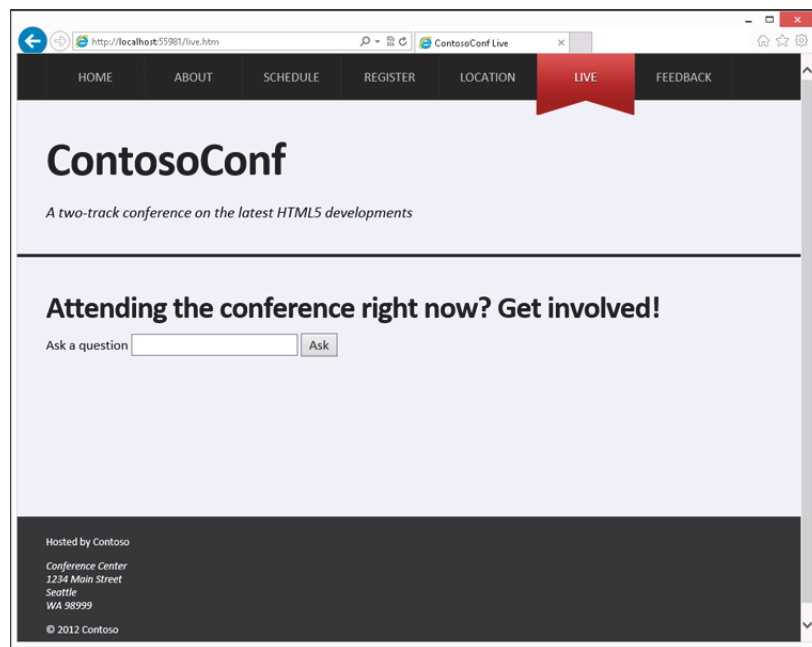 http://localhost:55981/live.htm
ContosoConf Live
HOME ABOUT SCHEDULE REGISTER LOCATION LIVE FEEDBACK
ContosoConf
A two-track conference on the latest HTML5 developments
Attending the conference right now? Get involved!
Ask a question Ask
Hosted by Contoso
Conference Center
1234 Main Street
Seattle
WA 98999
© 2012 Contoso